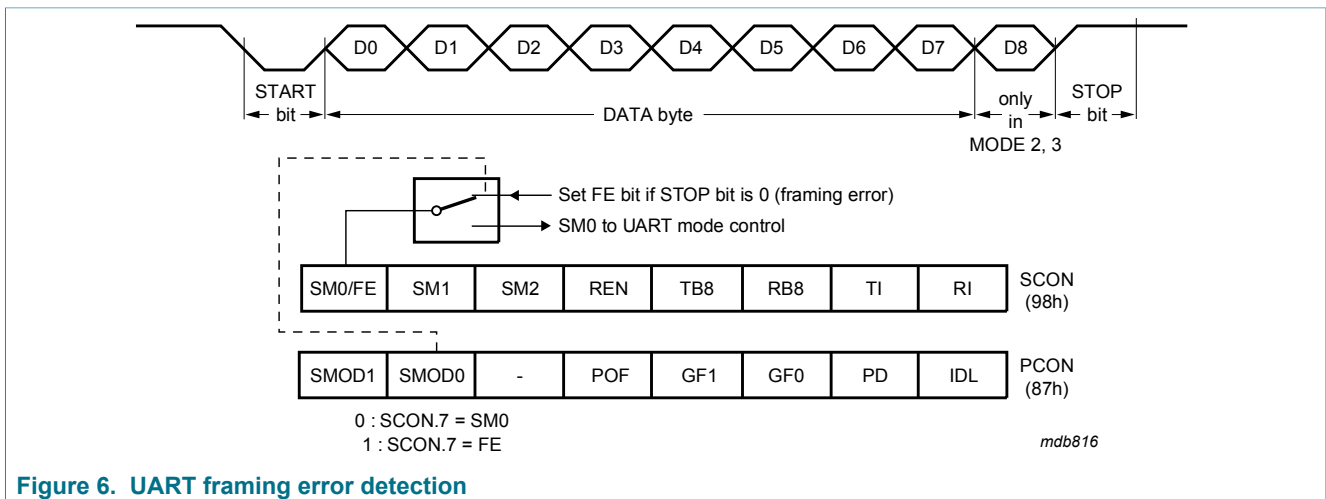 D0 D1 D2 D3 D4 D5 D6 D7 D8
START
bit
DATA byte
only
in
MODE 2, 3
STOP
bit
Set FE bit if STOP bit is 0 (framing error)
SM0 to UART mode control
SM0/FE SM1 SM2 REN TB8 RB8 TI RI
SCON
(98h)
SMOD1 SMOD0 - POF GF1 GF0 PD IDL
PCON
(87h)
0 : SCON.7 = SM0
1 : SCON.7 = FE
mdb816
Figure 6. UART framing error detection